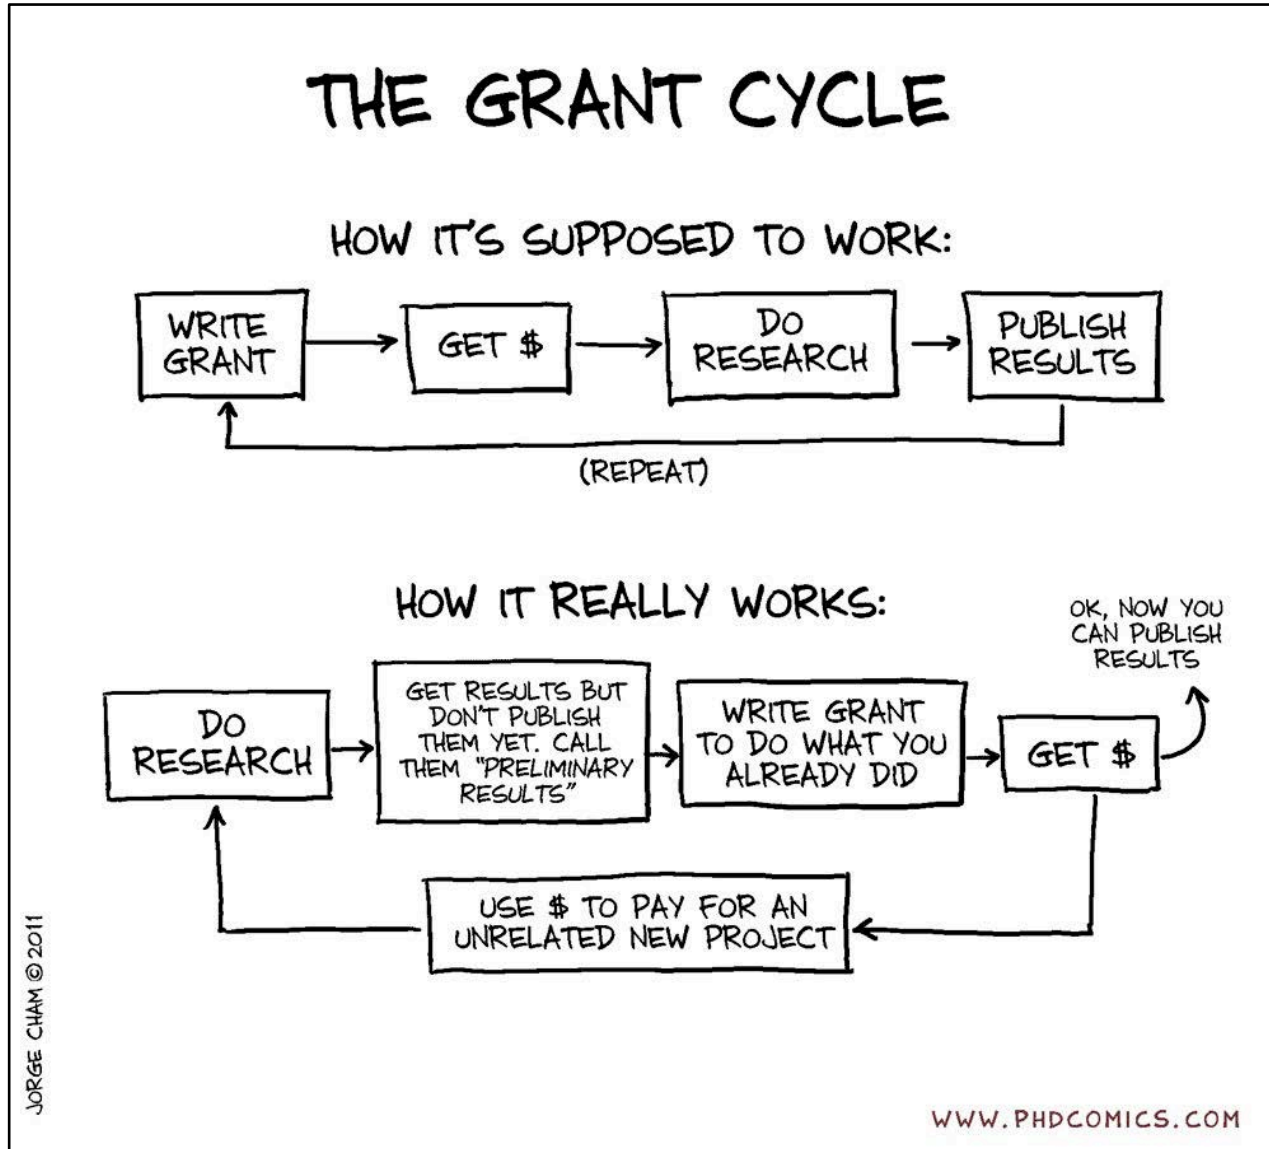 THE GRANT CYCLE
HOW IT'S SUPPOSED TO WORK:
WRITE
GRANT
GET $
DO
RESEARCH
PUBLISH
RESULTS
(REPEAT)
HOW IT REALLY WORKS:
OK, NOW YOU
CAN PUBLISH
RESULTS
DO
RESEARCH
GET RESULTS BUT
DON'T PUBLISH
THEM YET. CALL
THEM "PRELIMINARY
RESULTS"
WRITE GRANT
TO DO WHAT YOU
ALREADY DID
GET $
USE $ TO PAY FOR AN
UNRELATED NEW PROJECT
JORGE CHAM © 2011
WWW.PHDCOMICS.COM